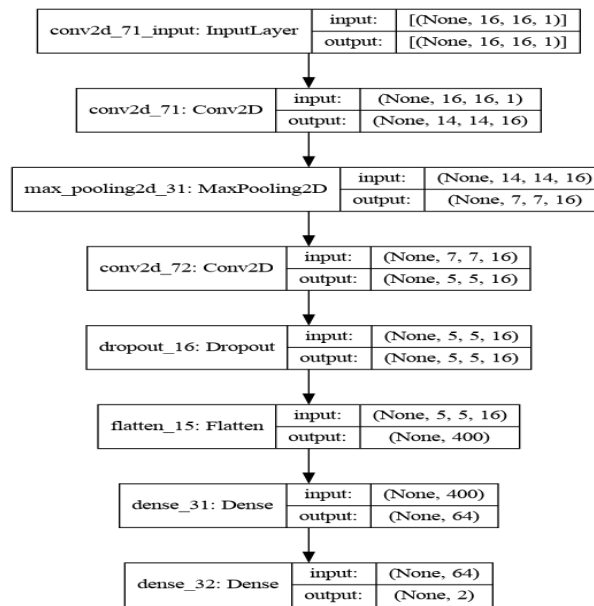 conv2d_71_input: InputLayer
input: [(None, 16, 16, 1)]
output: [(None, 16, 16, 1)]
conv2d_71: Conv2D
input: (None, 16, 16, 1)
output: (None, 14, 14, 16)
max_pooling2d_31: MaxPooling2D
input: (None, 14, 14, 16)
output: (None, 7, 7, 16)
conv2d_72: Conv2D
input: (None, 7, 7, 16)
output: (None, 5, 5, 16)
dropout_16: Dropout
input: (None, 5, 5, 16)
output: (None, 5, 5, 16)
flatten_15: Flatten
input: (None, 5, 5, 16)
output: (None, 400)
dense_31: Dense
input: (None, 400)
output: (None, 64)
dense_32: Dense
input: (None, 64)
output: (None, 2)